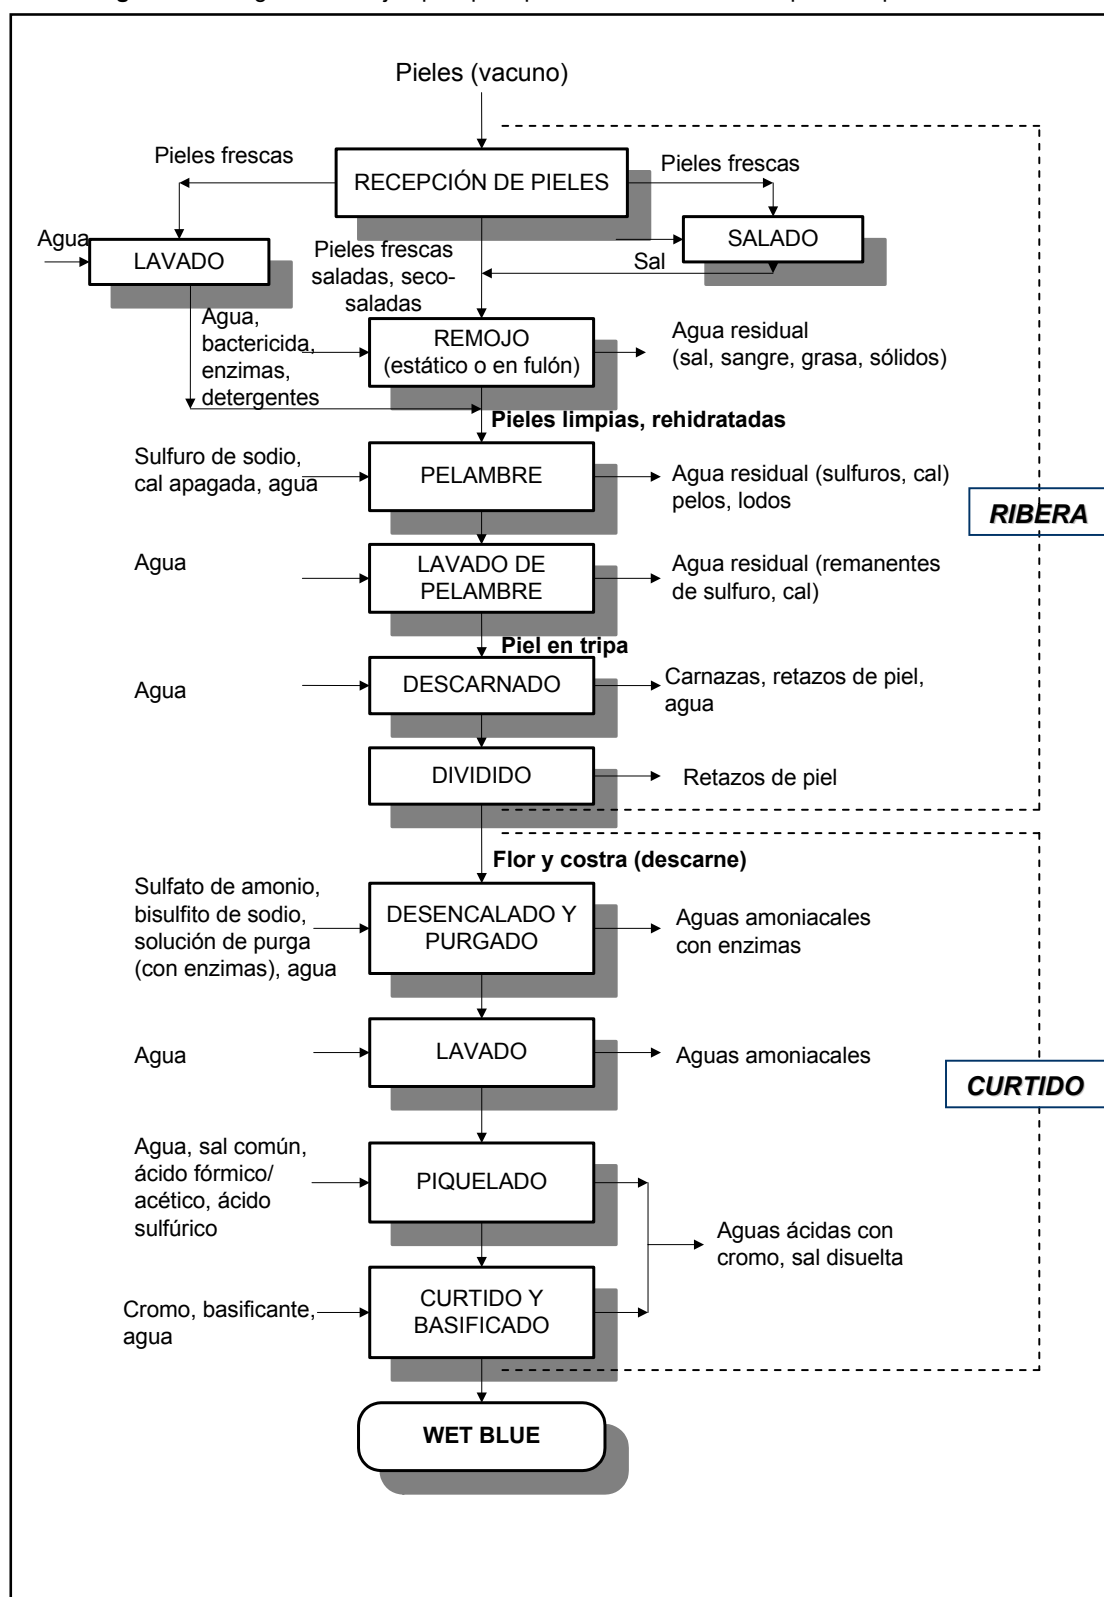 Pieles (vacuno)
Pieles frescas
Pieles frescas
RECEPCIÓN DE PIELES
Agua
LAVADO
SALADO
Sal
Pieles frescas
saladas, seco-
saladas
Agua,
bactericida,
enzimas,
detergentes
REMOJO
(estático o en fulón)
Agua residual
(sal, sangre, grasa, sólidos)
Pieles limpias, rehidratadas
Sulfuro de sodio,
cal apagada, agua
PELAMBRE
Agua residual (sulfuros, cal)
pelos, lodos
RIBERA
Agua
LAVADO DE
PELAMBRE
Agua residual (remanentes
de sulfuro, cal)
Piel en tripa
Agua
DESCARNADO
Carnazas, retazos de piel,
agua
DIVIDIDO
Retazos de piel
Flor y costra (descarne)
Sulfato de amonio,
bisulfito de sodio,
solución de purga
(con enzimas), agua
DESENCALADO Y
PURGADO
Aguas amoniacales
con enzimas
Agua
LAVADO
Aguas amoniacales
CURTIDO
Agua, sal común,
ácido fórmico/
acético, ácido
sulfúrico
PIQUELADO
Aguas ácidas con
cromo, sal disuelta
Cromo, basificante,
agua
CURTIDO Y
BASIFICADO
WET BLUE